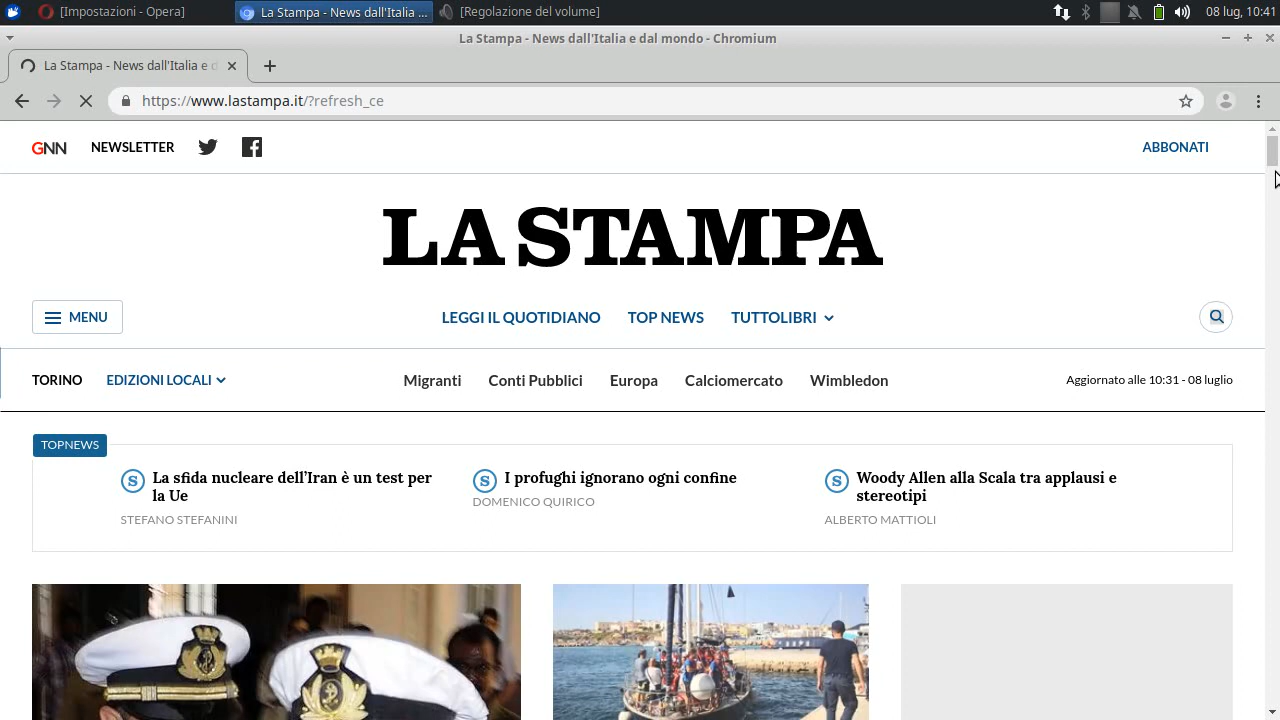 [Impostazioni - Opera]
La Stampa - News dall'Italia ...
[Regolazione del volume]
08 lug, 10:41
La Stampa - News dall'Italia e dal mondo - Chromium
La Stampa - News dall'Italia e d
https://www.lastampa.it/?refresh_ce
GNN
NEWSLETTER
ABBONATI
LA STAMPA
MENU
LEGGI IL QUOTIDIANO
TOP NEWS
TUTTOLIBRI
TORINO
EDIZIONI LOCALI
Migranti
Conti Pubblici
Europa
Calciomercato
Wimbledon
Aggiornato alle 10:31 - 08 luglio
TOPNEWS
S
La sfida nucleare dell'Iran è un test per
la Ue
STEFANO STEFANINI
S
I profughi ignorano ogni confine
DOMENICO QUIRICO
S
Woody Allen alla Scala tra applausi e
stereotipi
ALBERTO MATTIOLI